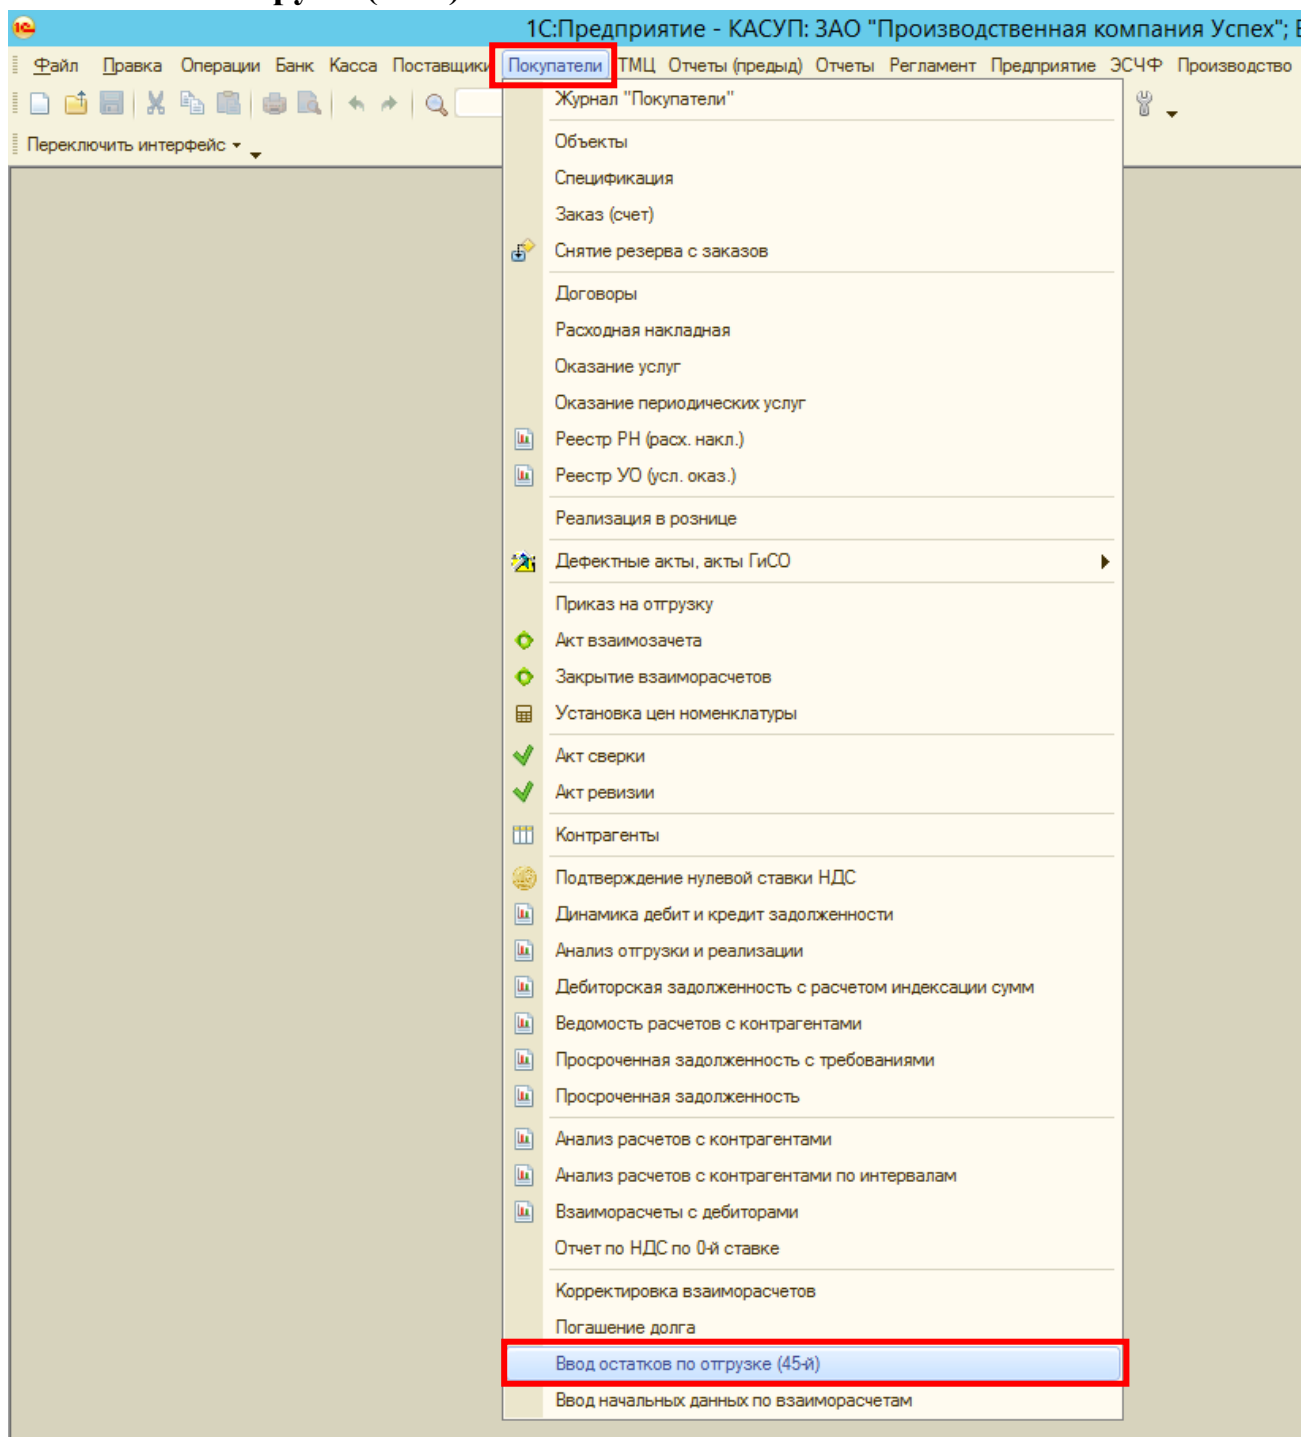 1С:Предприятие - КАСУП: ЗАО "Производственная компания Успех";
Файл Правка Операции Банк Касса Поставщики Покупатели ТМЦ Отчеты (предыд) Отчеты Регламент Предприятие ЭСЧФ Производство
Переключить интерфейс
Журнал "Покупатели"
Объекты
Спецификация
Заказ (счет)
Снятие резерва с заказов
Договоры
Расходная накладная
Оказание услуг
Оказание периодических услуг
Реестр РН (расх. накл.)
Реестр УО (усл. оказ.)
Реализация в рознице
Дефектные акты, акты ГиСО
Приказ на отгрузку
Акт взаимозачета
Закрытие взаиморасчетов
Установка цен номенклатуры
Акт сверки
Акт ревизии
Контрагенты
Подтверждение нулевой ставки НДС
Динамика дебит и кредит задолженности
Анализ отгрузки и реализации
Дебиторская задолженность с расчетом индексации сумм
Ведомость расчетов с контрагентами
Просроченная задолженность с требованиями
Просроченная задолженность
Анализ расчетов с контрагентами
Анализ расчетов с контрагентами по интервалам
Взаиморасчеты с дебиторами
Отчет по НДС по 0-й ставке
Корректировка взаиморасчетов
Погашение долга
Ввод остатков по отгрузке (45-й)
Ввод начальных данных по взаиморасчетам